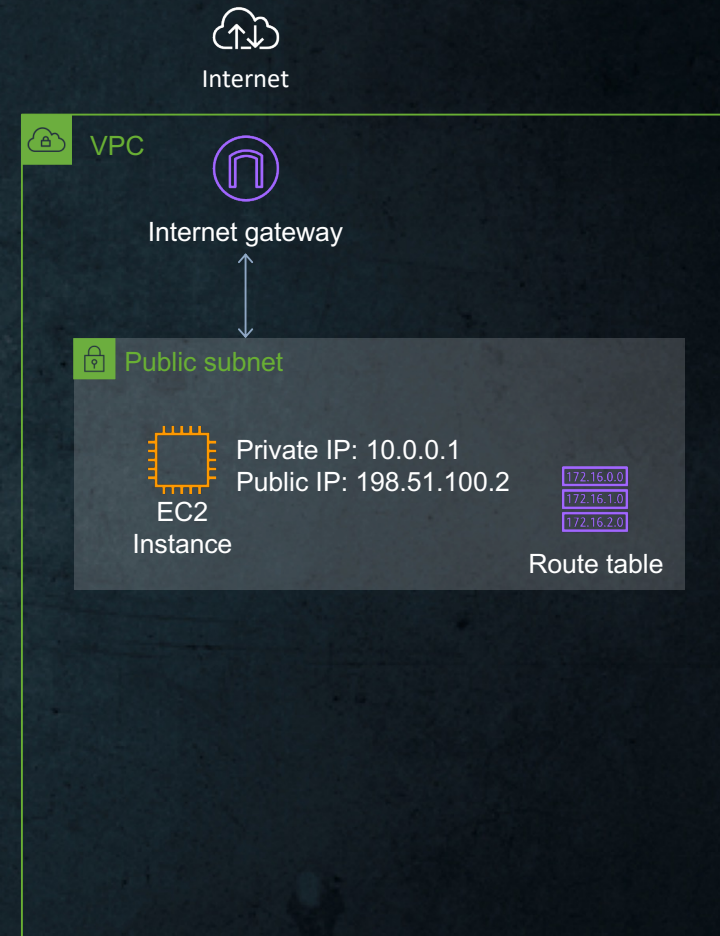 Internet
VPC
Internet gateway
Public subnet
Private IP: 10.0.0.1
Public IP: 198.51.100.2
EC2
Instance
172.16.0.0
172.16.1.0
172.16.2.0
Route table